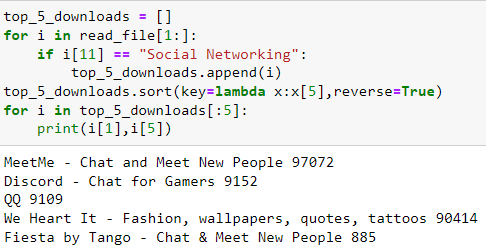 top_5_downloads = []
for i in read_file[1:]:
    if i[11] == "Social Networking":
        top_5_downloads.append(i)
top_5_downloads.sort(key=lambda x:x[5],reverse=True)
for i in top_5_downloads[:5]:
    print(i[1],i[5])
MeetMe - Chat and Meet New People 97072
Discord - Chat for Gamers 9152
QQ 9109
We Heart It - Fashion, wallpapers, quotes, tattoos 90414
Fiesta by Tango - Chat & Meet New People 885